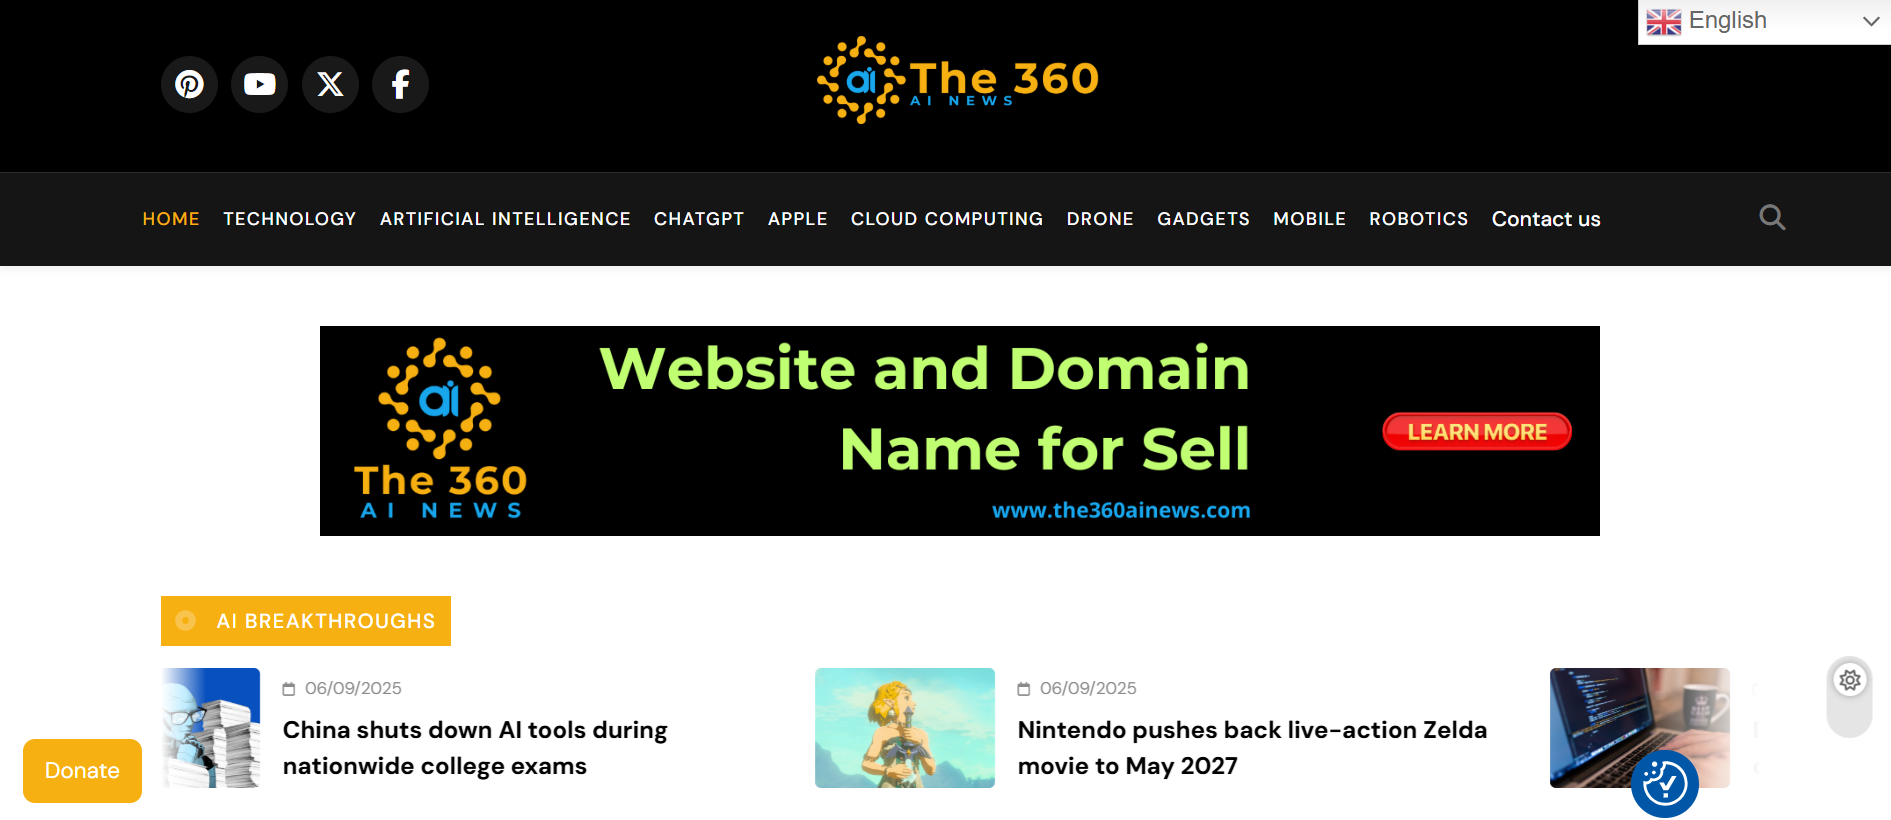 English
ai The 360
AI NEWS
HOME TECHNOLOGY ARTIFICIAL INTELLIGENCE CHATGPT APPLE CLOUD COMPUTING DRONE GADGETS MOBILE ROBOTICS Contact us
ai
The 360
AI NEWS
Website and Domain
Name for Sell
www.the360ainews.com
LEARN MORE
AI BREAKTHROUGHS
06/09/2025
China shuts down AI tools during
nationwide college exams
06/09/2025
Nintendo pushes back live-action Zelda
movie to May 2027
Donate